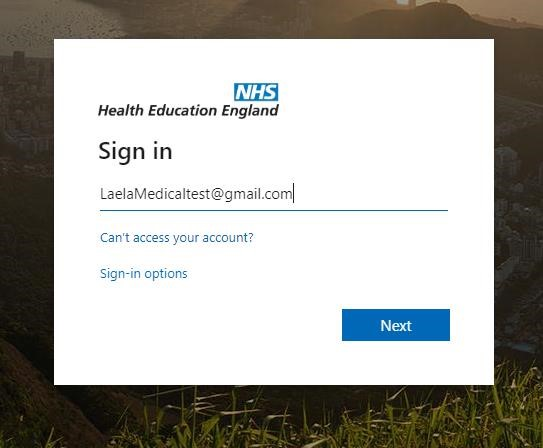 NHS
Health Education England
Sign in
LaelaMedicaltest@gmail.com
Can't access your account?
Sign-in options
Next